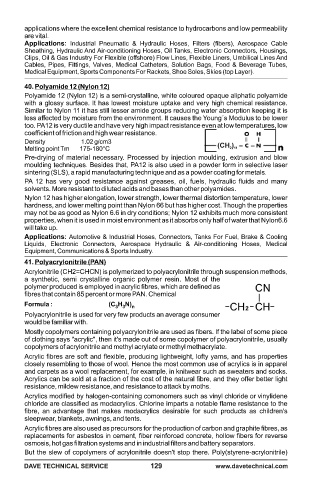 applications where the excellent chemical resistance to hydrocarbons and low permeability
are vital.
Applications: Industrial Pneumatic & Hydraulic Hoses, Filters (fibers), Aerospace Cable
Sheathing, Hydraulic And Air-conditioning Hoses, Oil Tanks, Electronic Connectors, Housings,
Clips, Oil & Gas Industry For Flexible (offshore) Flow Lines, Flexible Liners, Umbilical Lines And
Cables, Pipes, Fittings, Valves, Medical Catheters, Solution Bags, Food & Beverage Tubes,
Medical Equipment, Sports Components For Rackets, Shoe Soles, Skies (top Layer).
40. Polyamide 12 (Nylon 12)
Polyamide 12 (Nylon 12) is a semi-crystalline, white coloured opaque aliphatic polyamide
with a glossy surface. It has lowest moisture uptake and very high chemical resistance.
Similar to Nylon 11 it has still lesser amide groups reducing water absorption keeping it is
less affected by moisture from the environment. It causes the Young`s Modulus to be lower
too. PA12 is very ductile and have very high impact resistance even at low temperatures, low
coefficient of friction and high wear resistance.
Density 1.02 g/cm3
Melting point Tm 175-180°C
O H
(CH₂)₁₁ – C – N
n
Pre-drying of material necessary. Processed by injection moulding, extrusion and blow
moulding techniques. Besides that, PA12 is also used in a powder form in selective laser
sintering (SLS), a rapid manufacturing technique and as a powder coating for metals.
PA 12 has very good resistance against greases, oil, fuels, hydraulic fluids and many
solvents. More resistant to diluted acids and bases than other polyamides.
Nylon 12 has higher elongation, lower strength, lower thermal distortion temperature, lower
hardness, and lower melting point than Nylon 66 but has higher cost. Though the properties
may not be as good as Nylon 6.6 in dry conditions; Nylon 12 exhibits much more consistent
properties, when it is used in moist environment as it absorbs only half of water that Nylon6.6
will take up.
Applications: Automotive & Industrial Hoses, Connectors, Tanks For Fuel, Brake & Cooling
Liquids, Electronic Connectors, Aerospace Hydraulic & Air-conditioning Hoses, Medical
Equipment, Communications & Sports Industry.
41. Polyacrylonitrile (PAN)
Acrylonitrile (CH2=CHCN) is polymerized to polyacrylonitrile through suspension methods,
a synthetic, semi crystalline organic polymer resin. Most of the
polymer produced is employed in acrylic fibres, which are defined as
fibres that contain 85 percent or more PAN. Chemical
Formula : (C₃H₃N)ₙ
CN
–CH₂–CH–
Polyacrylonitrile is used for very few products an average consumer
would be familiar with.
Mostly copolymers containing polyacrylonitrile are used as fibers. If the label of some piece
of clothing says "acrylic", then it's made out of some copolymer of polyacrylonitrile, usually
copolymers of acrylonitrile and methyl acrylate or methyl methacrylate.
Acrylic fibres are soft and flexible, producing lightweight, lofty yarns, and has properties
closely resembling to those of wool. Hence the most common use of acrylics is in apparel
and carpets as a wool replacement, for example, in knitwear such as sweaters and socks.
Acrylics can be sold at a fraction of the cost of the natural fibre, and they offer better light
resistance, mildew resistance, and resistance to attack by moths.
Acrylics modified by halogen-containing comonomers such as vinyl chloride or vinylidene
chloride are classified as modacrylics. Chlorine imparts a notable flame resistance to the
fibre, an advantage that makes modacrylics desirable for such products as children's
sleepwear, blankets, awnings, and tents.
Acrylic fibres are also used as precursors for the production of carbon and graphite fibres, as
replacements for asbestos in cement, fiber reinforced concrete, hollow fibers for reverse
osmosis, hot gas filtration systems and in industrial filters and battery separators.
But the slew of copolymers of acrylonitrile doesn't stop there. Poly(styrene-acrylonitrile)
DAVE TECHNICAL SERVICE 129 www.davetechnical.com